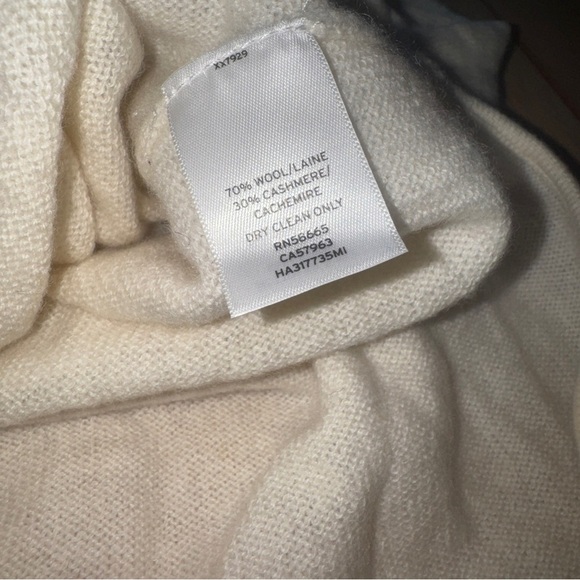 XX7929
70% WOOL/LAINE
30% CASHMERE/
CACHEMIRE
DRY CLEAN ONLY
RN58665
CA57963
HA317735MI